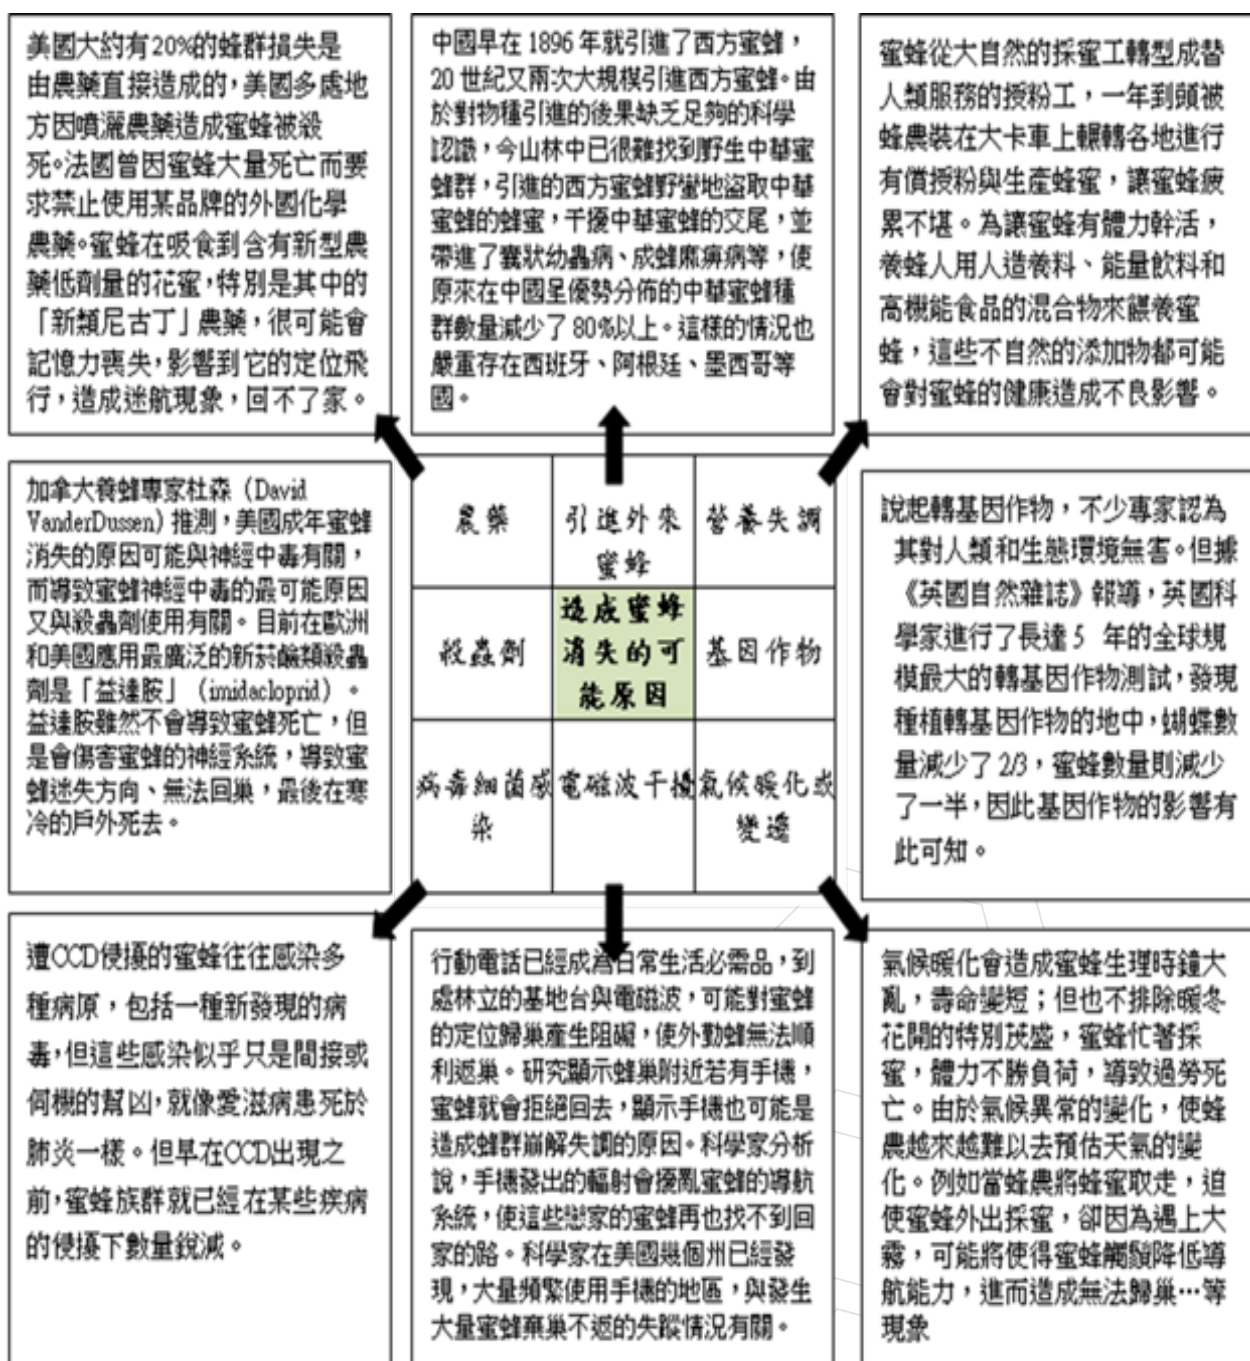 美國大約有20%的蜂群損失是
由農藥直接造成的，美國多處地
方因噴灑農藥造成蜜蜂被殺
死。法國曾因蜜蜂大量死亡而要
求禁止使用某品牌的外國化學
農藥。蜜蜂在吸食到含有新型農
藥低劑量的花蜜，特別是其中的
「新類尼古丁」農藥，很可能會
記憶力喪失，影響到它的定位飛
行，造成迷航現象，回不了家。
中國早在 1896 年就引進了西方蜜蜂，
20 世紀又兩次大規模引進西方蜜蜂。由
於對物種引進的後果缺乏足夠的科學
認識，今山林中已很難找到野生中華蜜
蜂群，引進的西方蜜蜂野蠻地盜取中華
蜜蜂的蜂蜜，干擾中華蜜蜂的交尾，並
帶進了囊狀幼蟲病、成蜂麻痹病等，使
原來在中國呈優勢分佈的中華蜜蜂種
群數量減少了 80%以上。這樣的情況也
嚴重存在西班牙、阿根廷、墨西哥等
國。
蜜蜂從大自然的採蜜工轉型成替
人類服務的授粉工，一年到頭被
蜂農裝在大卡車上輾轉各地進行
有償授粉與生產蜂蜜，讓蜜蜂疲
累不堪。為讓蜜蜂有體力幹活，
養蜂人用人造養料、能量飲料和
高機能食品的混合物來餵養蜜
蜂，這些不自然的添加物都可能
會對蜜蜂的健康造成不良影響。
加拿大養蜂專家杜森（David
VanderDussen）推測，美國成年蜜蜂
消失的原因可能與神經中毒有關，
而導致蜜蜂神經中毒的最可能原因
又與殺蟲劑使用有關。目前在歐洲
和美國應用最廣泛的新菸鹼類殺蟲
劑是「益達胺」（imidacloprid）。
益達胺雖然不會導致蜜蜂死亡，但
是會傷害蜜蜂的神經系統，導致蜜
蜂迷失方向、無法回巢，最後在寒
冷的戶外死去。
農藥
引進外來
蜜蜂
營養失調
殺蟲劑
造成蜜蜂
消失的可
能原因
基因作物
病毒細菌感
染
電磁波干擾
氣候暖化或
變遷
說起轉基因作物，不少專家認為
其對人類和生態環境無害。但據
《英國自然雜誌》報導，英國科
學家進行了長達 5 年的全球規
模最大的轉基因作物測試，發現
種植轉基因作物的地中，蝴蝶數
量減少了 2/3，蜜蜂數量則減少
了一半，因此基因作物的影響有
此可知。
遭CCD侵擾的蜜蜂往往感染多
種病原，包括一種新發現的病
毒，但這些感染似乎只是間接或
伺機的幫凶，就像愛滋病患死於
肺炎一樣。但早在CCD出現之
前，蜜蜂族群就已經在某些疾病
的侵擾下數量銳減。
行動電話已經成為日常生活必需品，到
處林立的基地台與電磁波，可能對蜜蜂
的定位歸巢產生阻礙，使外勤蜂無法順
利返巢。研究顯示蜂巢附近若有手機，
蜜蜂就會拒絕回去，顯示手機也可能是
造成蜂群崩解失調的原因。科學家分析
說，手機發出的輻射會擾亂蜜蜂的導航
系統，使這些戀家的蜜蜂再也找不到回
家的路。科學家在美國幾個州已經發
現，大量頻繁使用手機的地區，與發生
大量蜜蜂棄巢不返的失蹤情況有關。
氣候暖化會造成蜜蜂生理時鐘大
亂，壽命變短；但也不排除暖冬
花開的特別茂盛，蜜蜂忙著採
蜜，體力不勝負荷，導致過勞死
亡。由於氣候異常的變化，使蜂
農越來越難以去預估天氣的變
化。例如當蜂農將蜂蜜取走，迫
使蜜蜂外出採蜜，卻因為遇上大
霧，可能將使得蜜蜂觸鬚降低導
航能力，進而造成無法歸巢…等
現象